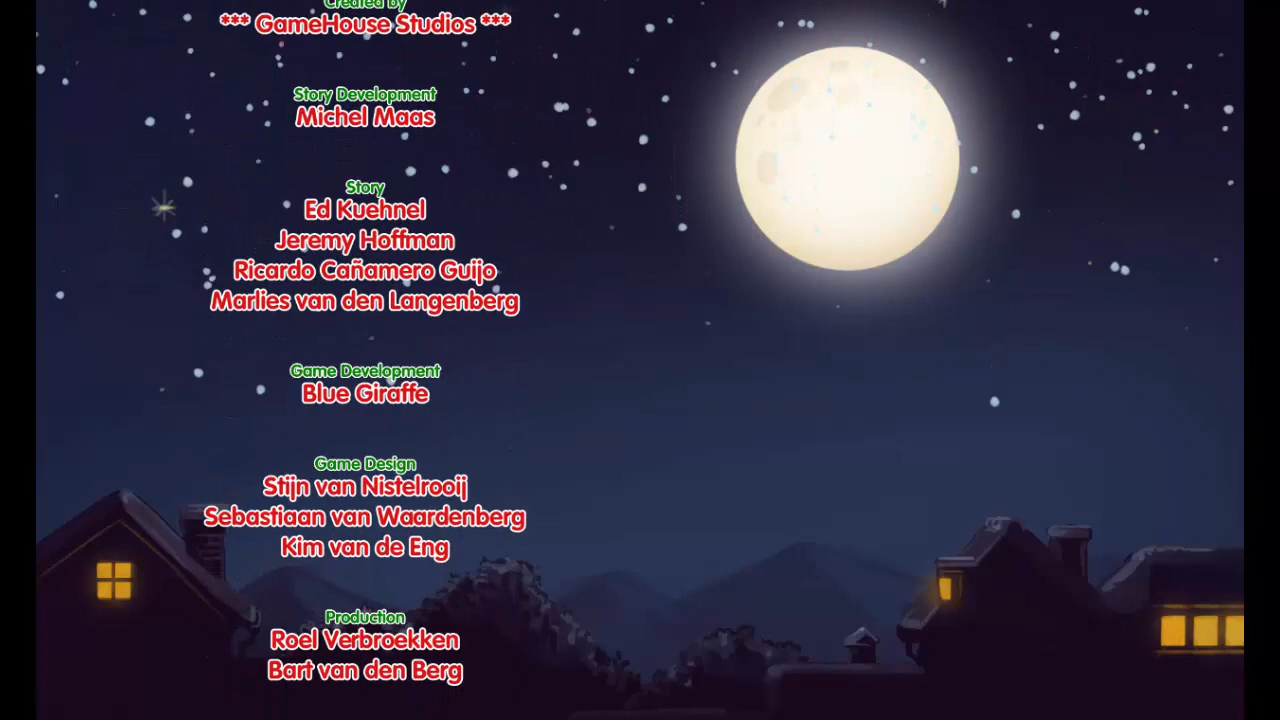 Created by
*** GameHouse Studios ***
Story Development
Michel Maas
Story
Ed Kuehnel
Jeremy Hoffman
Ricardo Cañamero Guijo
Marlies van den Langenberg
Game Development
Blue Giraffe
Game Design
Stijn van Nistelrooij
Sebastiaan van Waardenberg
Kim van de Eng
Production
Roel Verbroekken
Bart van den Berg